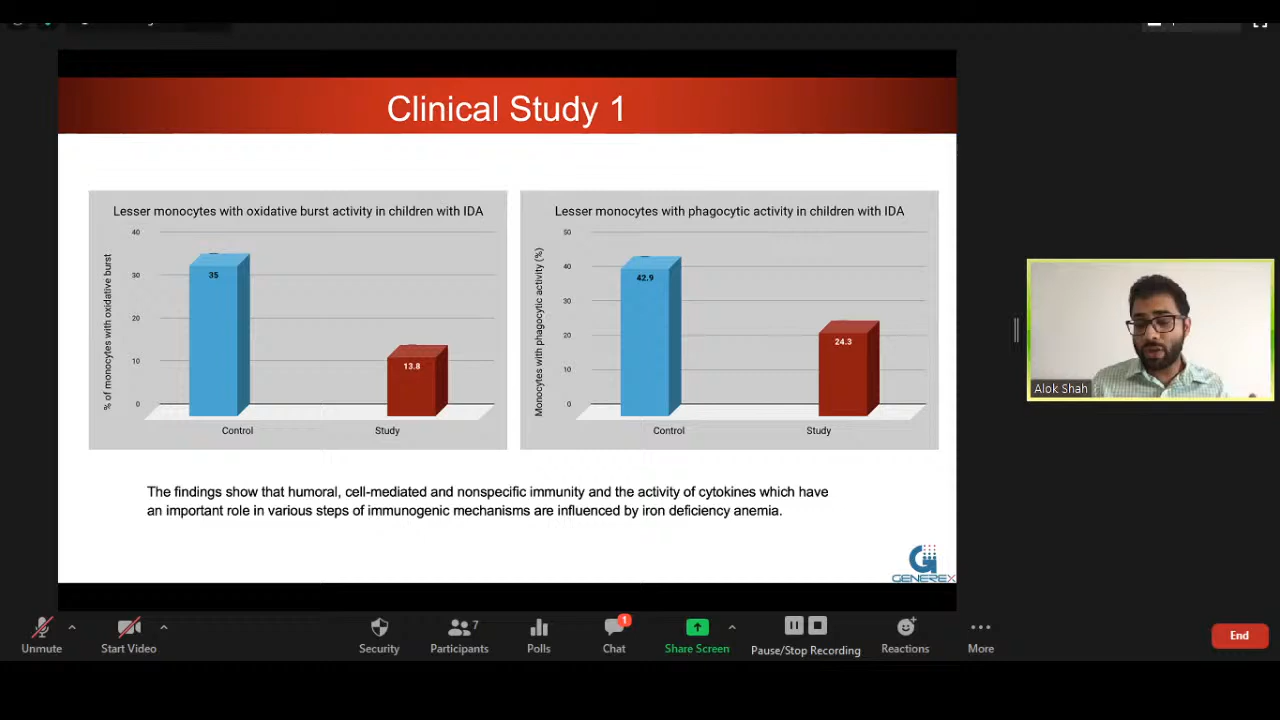 Clinical Study 1
Lesser monocytes with oxidative burst activity in children with IDA
% of monocytes with oxidative burst
40
30
20
10
0
35
13.8
Control
Study
Lesser monocytes with phagocytic activity in children with IDA
Monocytes with phagocytic activity (%)
50
40
30
20
10
0
42.9
24.3
Control
Study
The findings show that humoral, cell-mediated and nonspecific immunity and the activity of cytokines which have
an important role in various steps of immunogenic mechanisms are influenced by iron deficiency anemia.
GENEREX
Alok Shah
Unmute
Start Video
Security
7
Participants
Polls
1
Chat
Share Screen
Pause/Stop Recording
Reactions
More
End